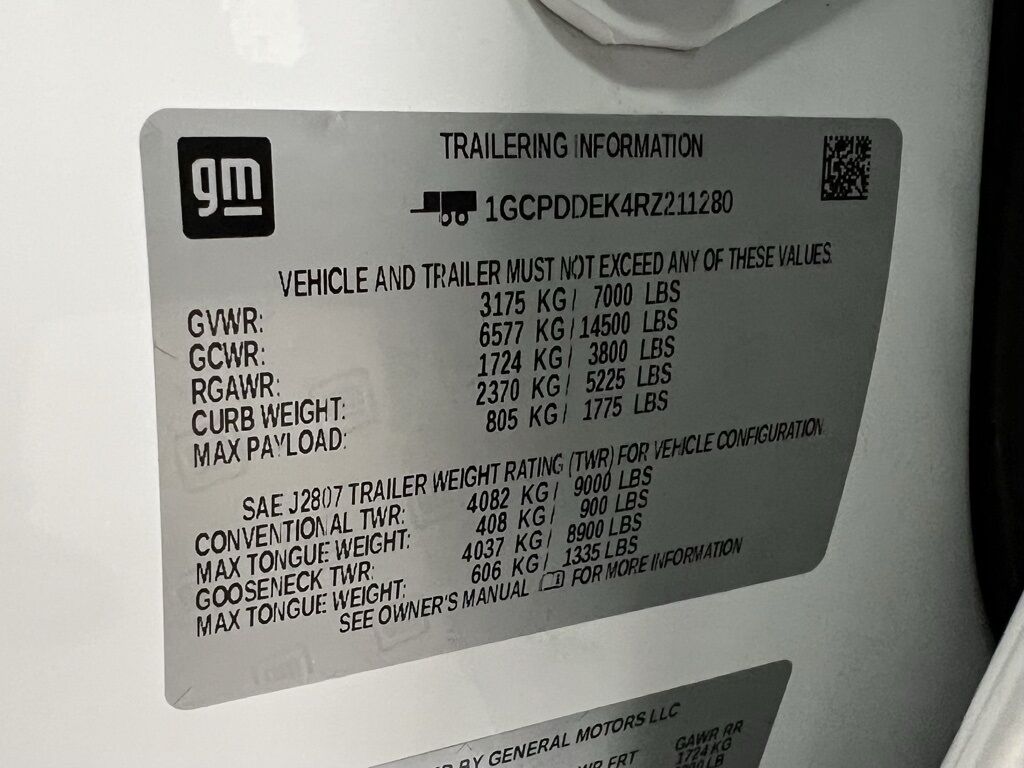 gm
TRAILERING INFORMATION
1GCPDDEK4RZ211280
VEHICLE AND TRAILER MUST NOT EXCEED ANY OF THESE VALUES.
GVWR: 3175 KG/ 7000 LBS
GCWR: 6577 KG/14500 LBS
RGAWR: 1724 KG/ 3800 LBS
CURB WEIGHT: 2370 KG/ 5225 LBS
MAX PAYLOAD: 805 KG/ 1775 LBS
SAE J2807 TRAILER WEIGHT RATING (TWR) FOR VEHICLE CONFIGURATION
CONVENTIONAL TWR: 4082 KG/ 9000 LBS
MAX TONGUE WEIGHT: 408 KG/ 900 LBS
GOOSENECK TWR: 4037 KG/ 8900 LBS
MAX TONGUE WEIGHT: 606 KG/ 1335 LBS
SEE OWNER'S MANUAL FOR MORE INFORMATION
BY GENERAL MOTORS LLC
FRT GAWR RR
1724 KG